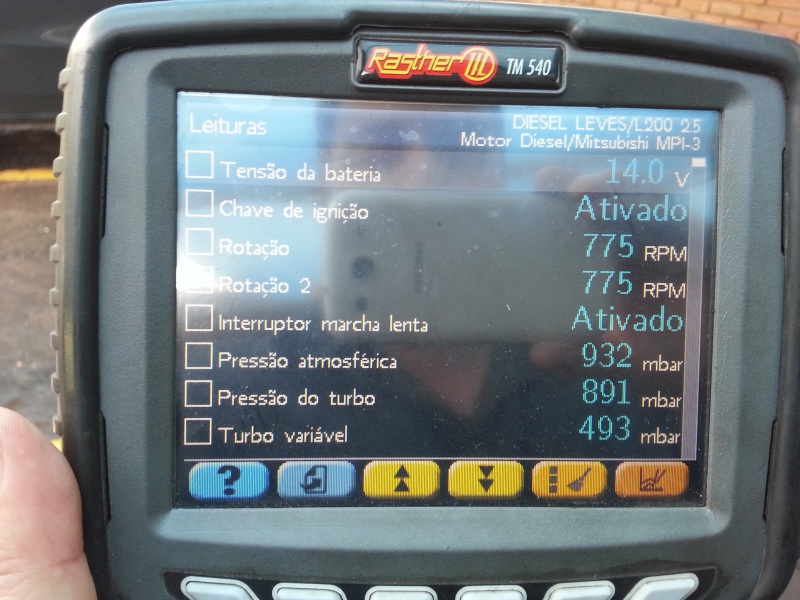 Rasther III TM 540
Leituras DIESEL LEVES/L200 2.5
Motor Diesel/Mitsubishi MPI-3
Tensão da bateria 14.0 V
Chave de ignição Ativado
Rotação 775 RPM
Rotação 2 775 RPM
Interruptor marcha lenta Ativado
Pressão atmosférica 932 mbar
Pressão do turbo 891 mbar
Turbo variável 493 mbar
?